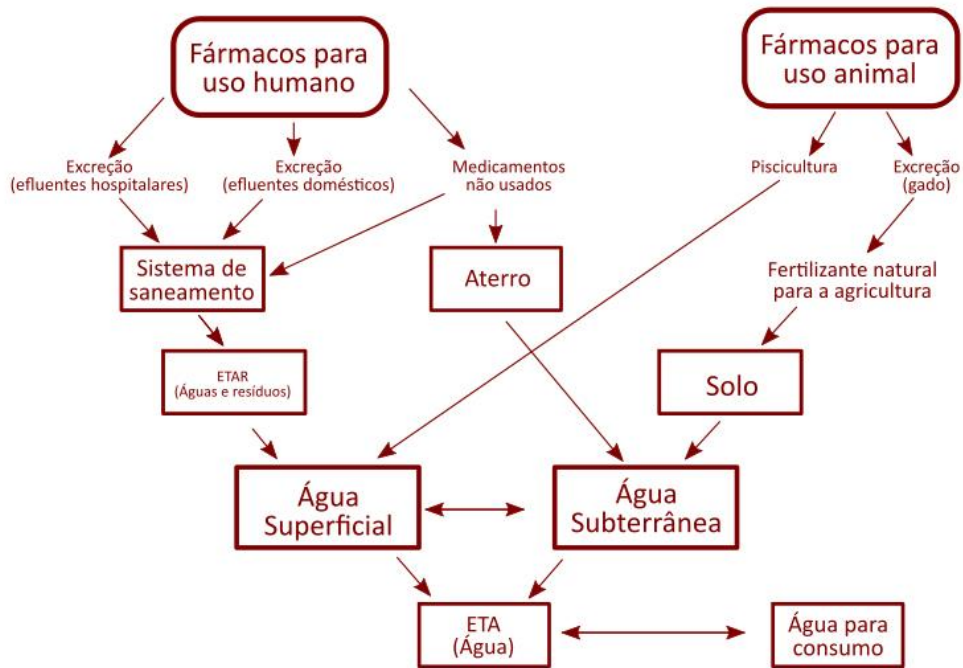 Fármacos para
uso humano
Fármacos para
uso animal
Excreção
(efluentes hospitalares)
Excreção
(efluentes domésticos)
Medicamentos
não usados
Piscicultura
Excreção
(gado)
Sistema de
saneamento
Aterro
Fertilizante natural
para a agricultura
ETAR
(Águas e resíduos)
Solo
Água
Superficial
Água
Subterrânea
ETA
(Água)
Água para
consumo